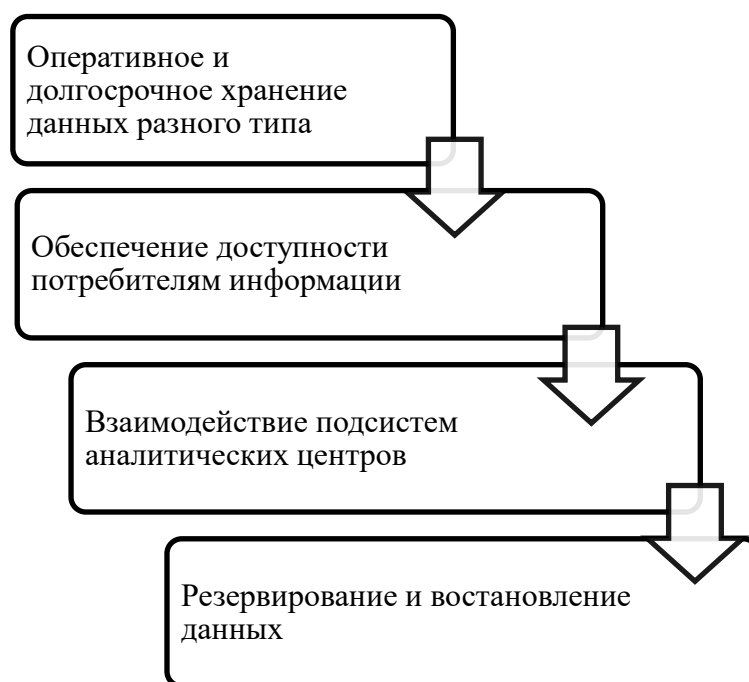 Оперативное и
долгосрочное хранение
данных разного типа
Обеспечение доступности
потребителям информации
Взаимодействие подсистем
аналитических центров
Резервирование и востановление
данных